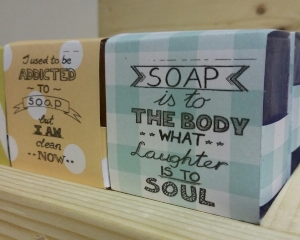 I used to be
ADDICTED
TO
SOAP
but
I AM
clean
NOW
SOAP
is to
THE BODY
WHAT
Laughter
IS TO
SOUL